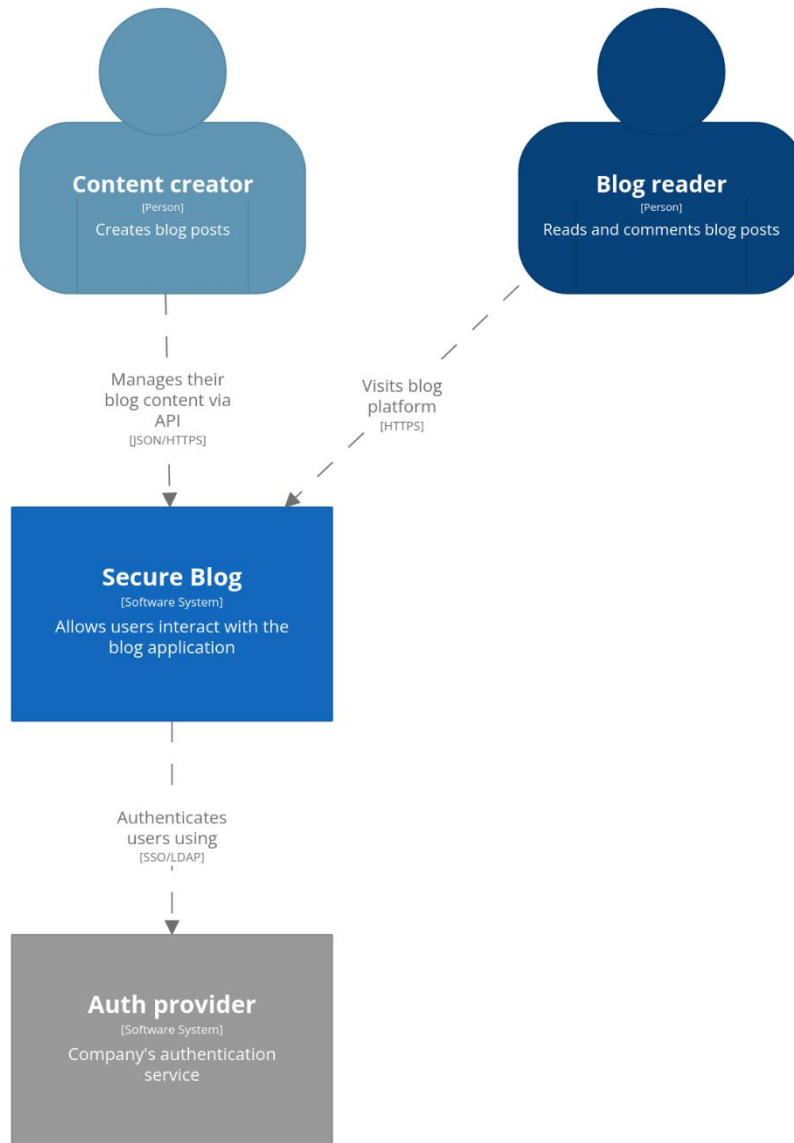 Content creator
[Person]
Creates blog posts
Blog reader
[Person]
Reads and comments blog posts
Manages their
blog content via
API
[JSON/HTTPS]
Visits blog
platform
[HTTPS]
Secure Blog
[Software System]
Allows users interact with the
blog application
Authenticates
users using
[SSO/LDAP]
Auth provider
[Software System]
Company's authentication
service